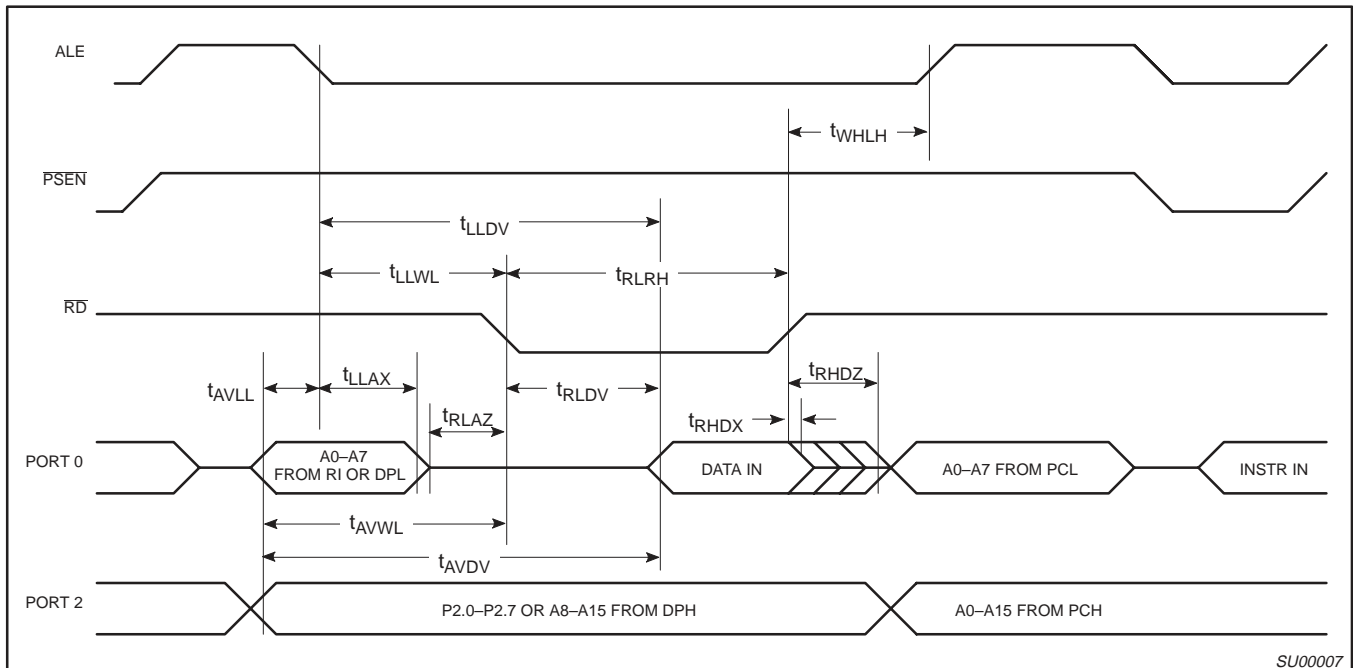 ALE
tWHLH
PSEN
tLLDV
tLLWL
tRLRH
RD
tAVLL
tLLAX
tRLDV
tRHDZ
tRLAZ
tRHDX
PORT 0
A0–A7
FROM RI OR DPL
DATA IN
A0–A7 FROM PCL
INSTR IN
tAVWL
tAVDV
PORT 2
P2.0–P2.7 OR A8–A15 FROM DPH
A0–A15 FROM PCH
SU00007